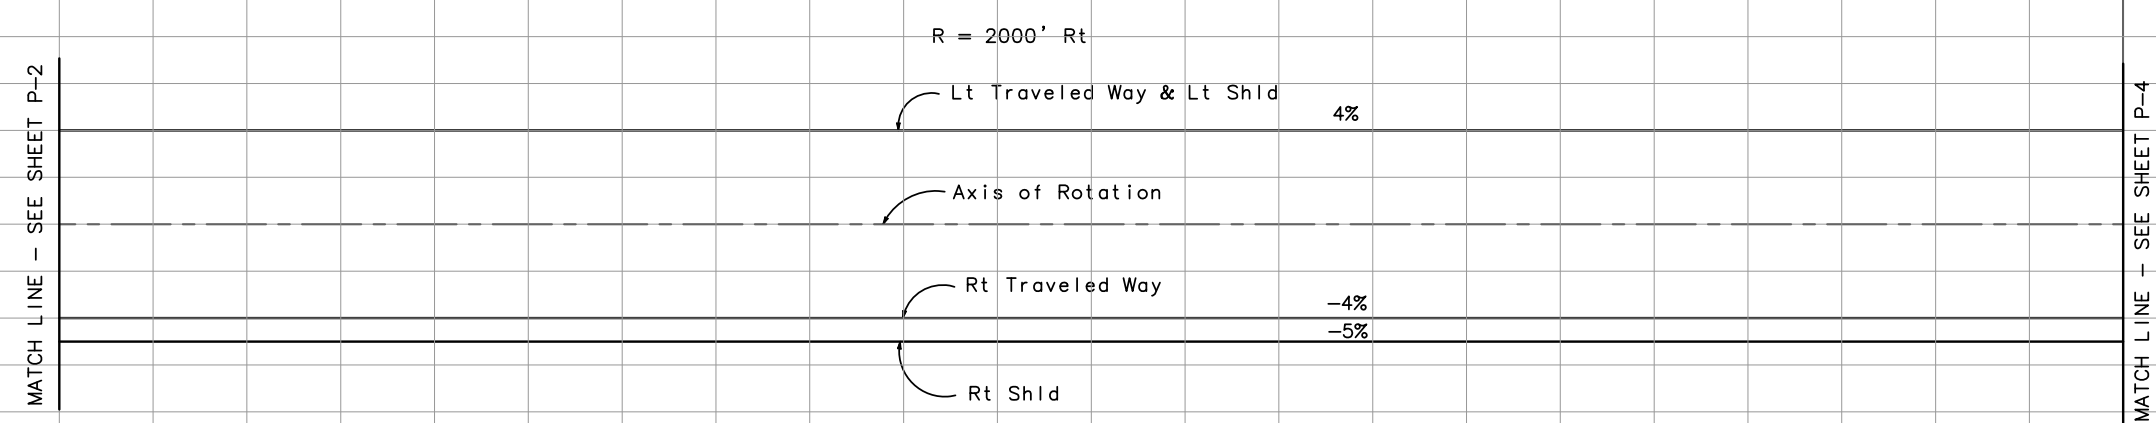 R = 2000' Rt
Lt Traveled Way & Lt Shld
4%
Axis of Rotation
Rt Traveled Way
-4%
-5%
Rt Shld
MATCH LINE - SEE SHEET P-2
MATCH LINE - SEE SHEET P-4